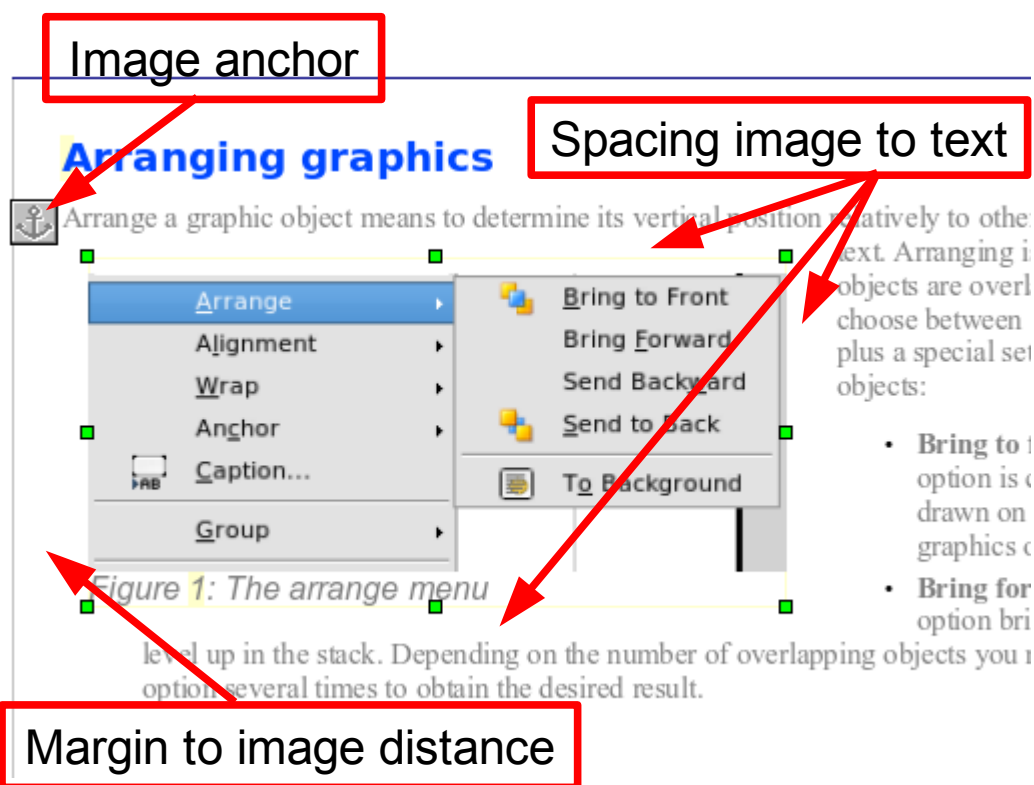 Image anchor
Spacing image to text
Arranging graphics
Arrange a graphic object means to determine its vertical position relatively to othe
text. Arranging i
objects are overl
choose between
plus a special set
objects:
Arrange
Alignment
Wrap
Anchor
Caption...
Group
Bring to Front
Bring Forward
Send Backward
Send to Back
To Background
AB
• Bring to f
option is c
drawn on
graphics o
• Bring for
option bri
Figure 1: The arrange menu
level up in the stack. Depending on the number of overlapping objects you
option several times to obtain the desired result.
Margin to image distance